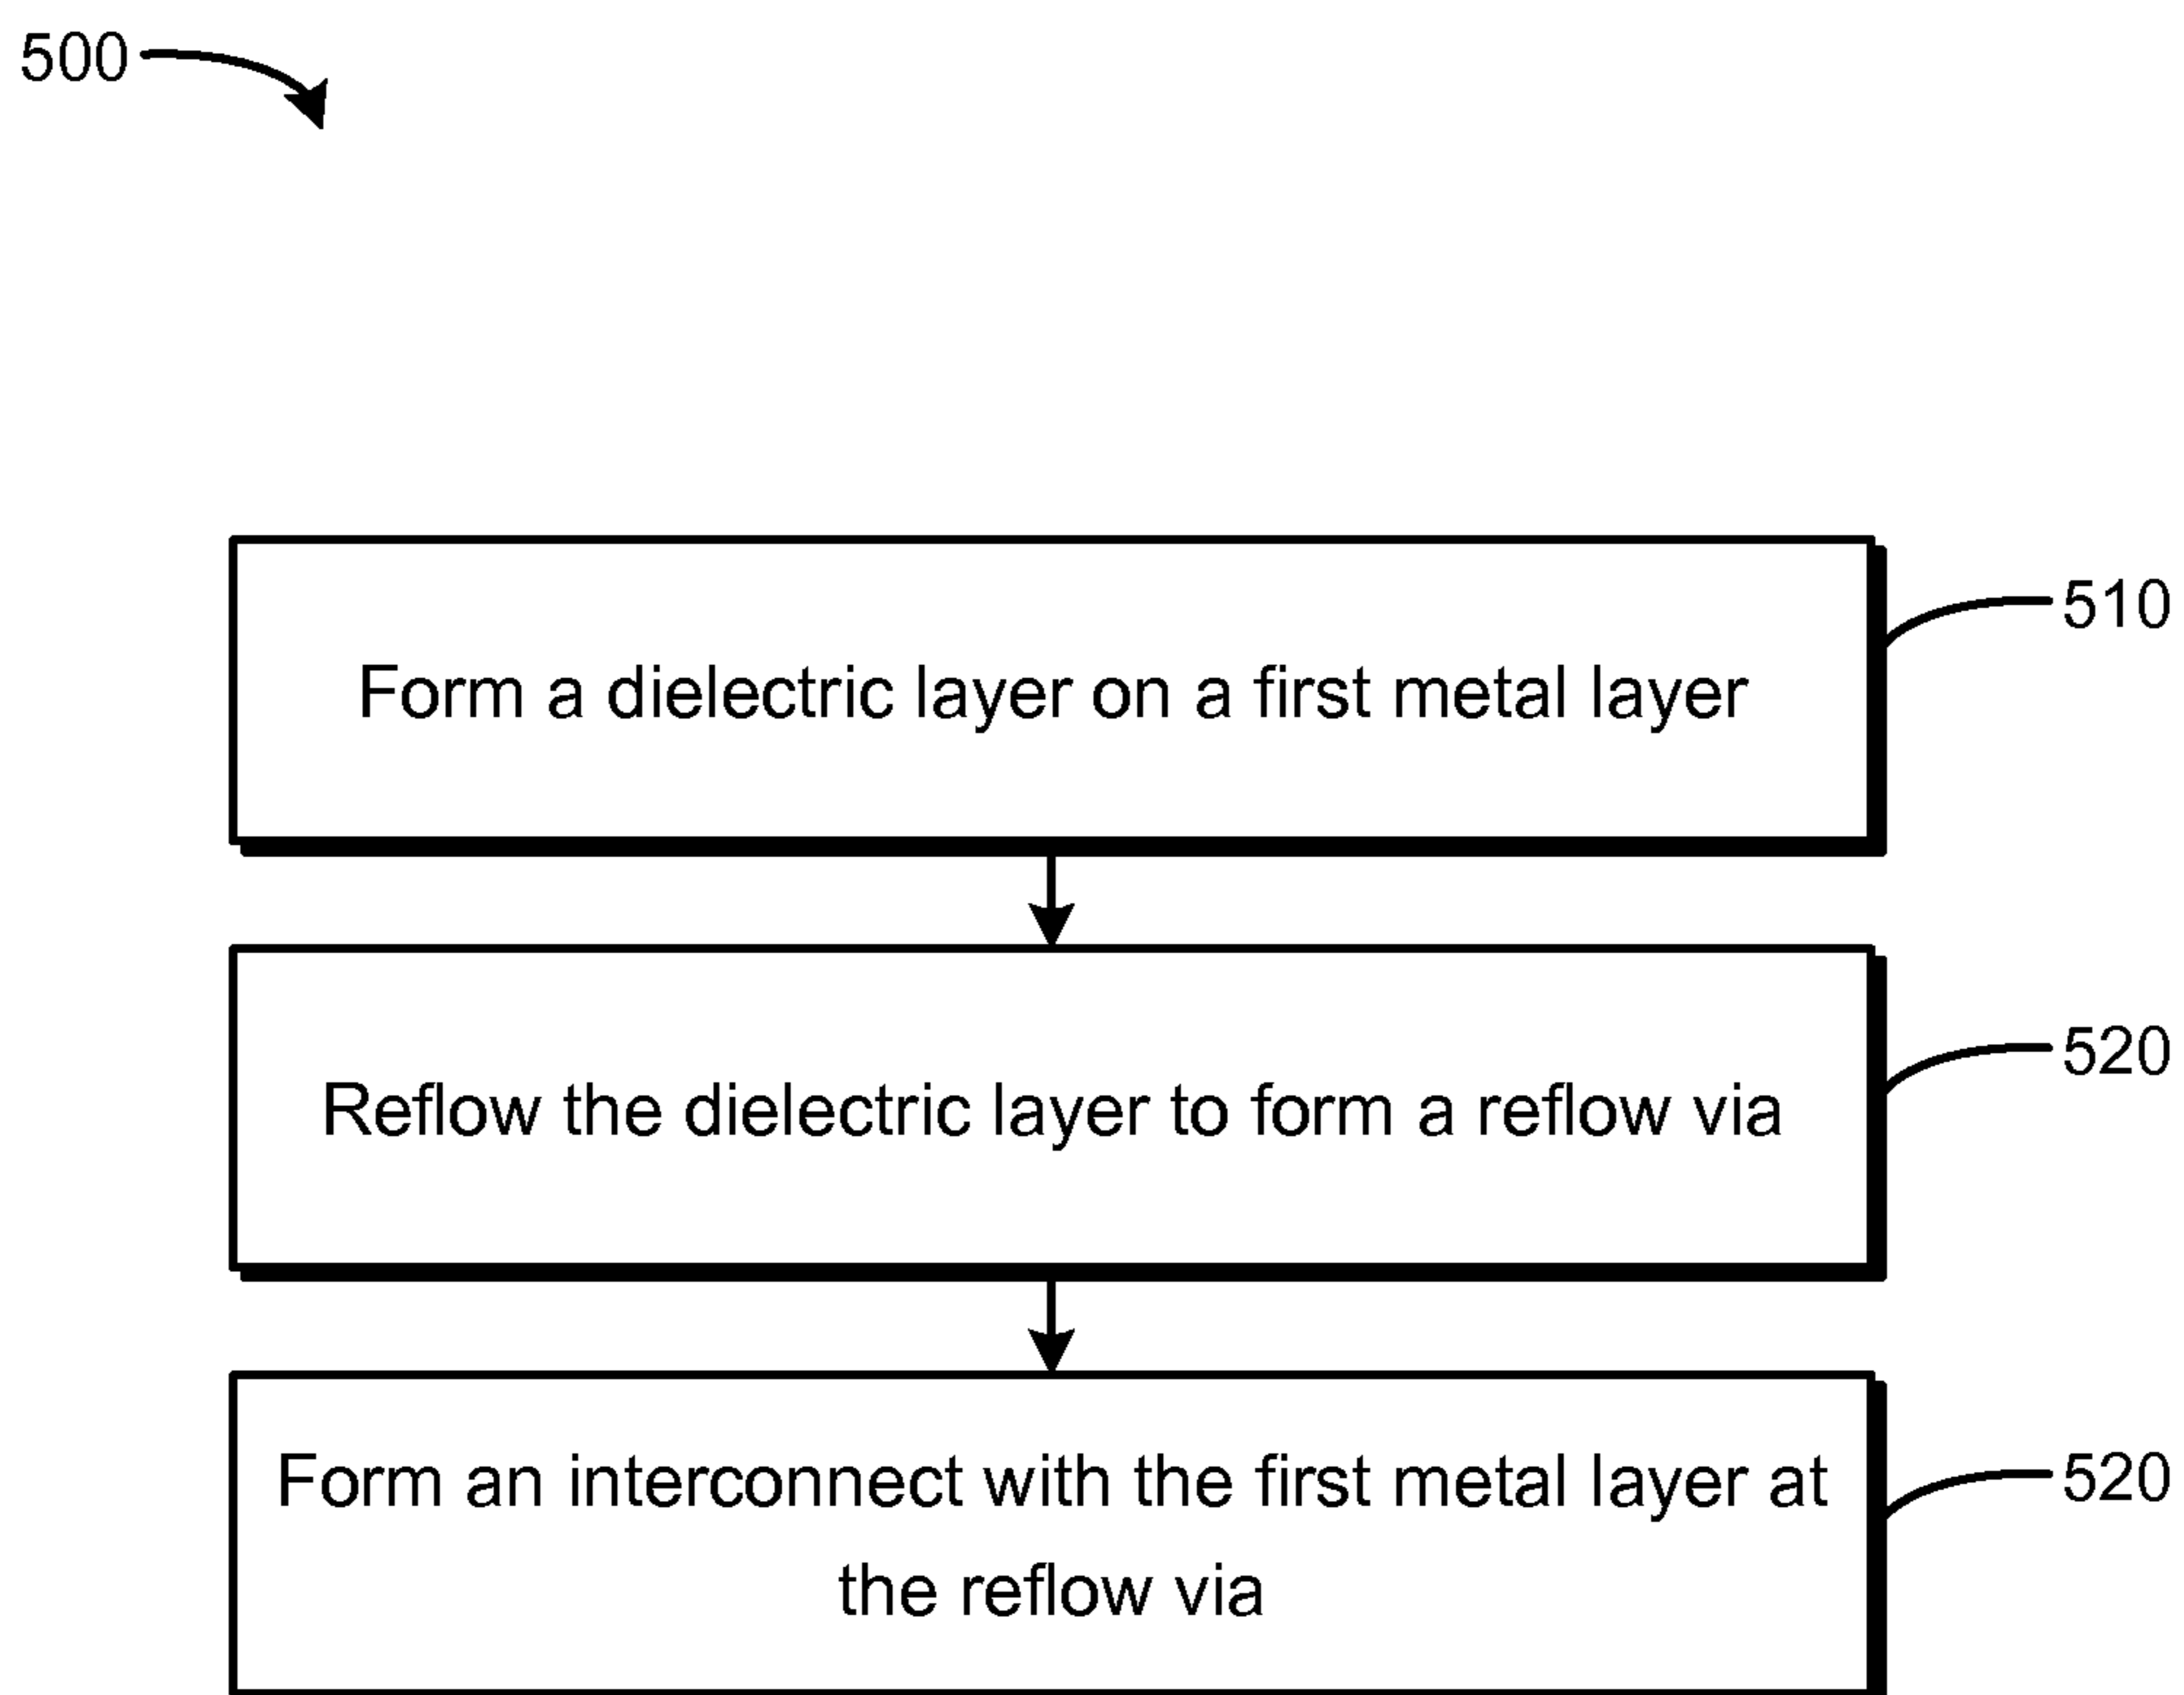 500
Form a dielectric layer on a first metal layer
510
Reflow the dielectric layer to form a reflow via
520
Form an interconnect with the first metal layer at
the reflow via
520